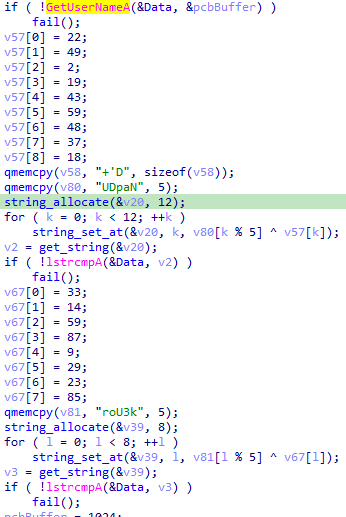 if ( !GetUserNameA(&Data, &pcbBuffer) )
fail();
v57[0] = 22;
v57[1] = 49;
v57[2] = 2;
v57[3] = 19;
v57[4] = 43;
v57[5] = 59;
v57[6] = 48;
v57[7] = 37;
v57[8] = 18;
qmemcpy(v58, "+'D", sizeof(v58));
qmemcpy(v80, "UDpaN", 5);
string_allocate(&v20, 12);
for ( k = 0; k < 12; ++k )
string_set_at(&v20, k, v80[k % 5] ^ v57[k]);
v2 = get_string(&v20);
if ( !lstrcmpA(&Data, v2) )
fail();
v67[0] = 33;
v67[1] = 14;
v67[2] = 59;
v67[3] = 87;
v67[4] = 9;
v67[5] = 29;
v67[6] = 23;
v67[7] = 85;
qmemcpy(v81, "roU3k", 5);
string_allocate(&v39, 8);
for ( l = 0; l < 8; ++l )
string_set_at(&v39, l, v81[l % 5] ^ v67[l]);
v3 = get_string(&v39);
if ( !lstrcmpA(&Data, v3) )
fail();
pcbBuffer = 1024;